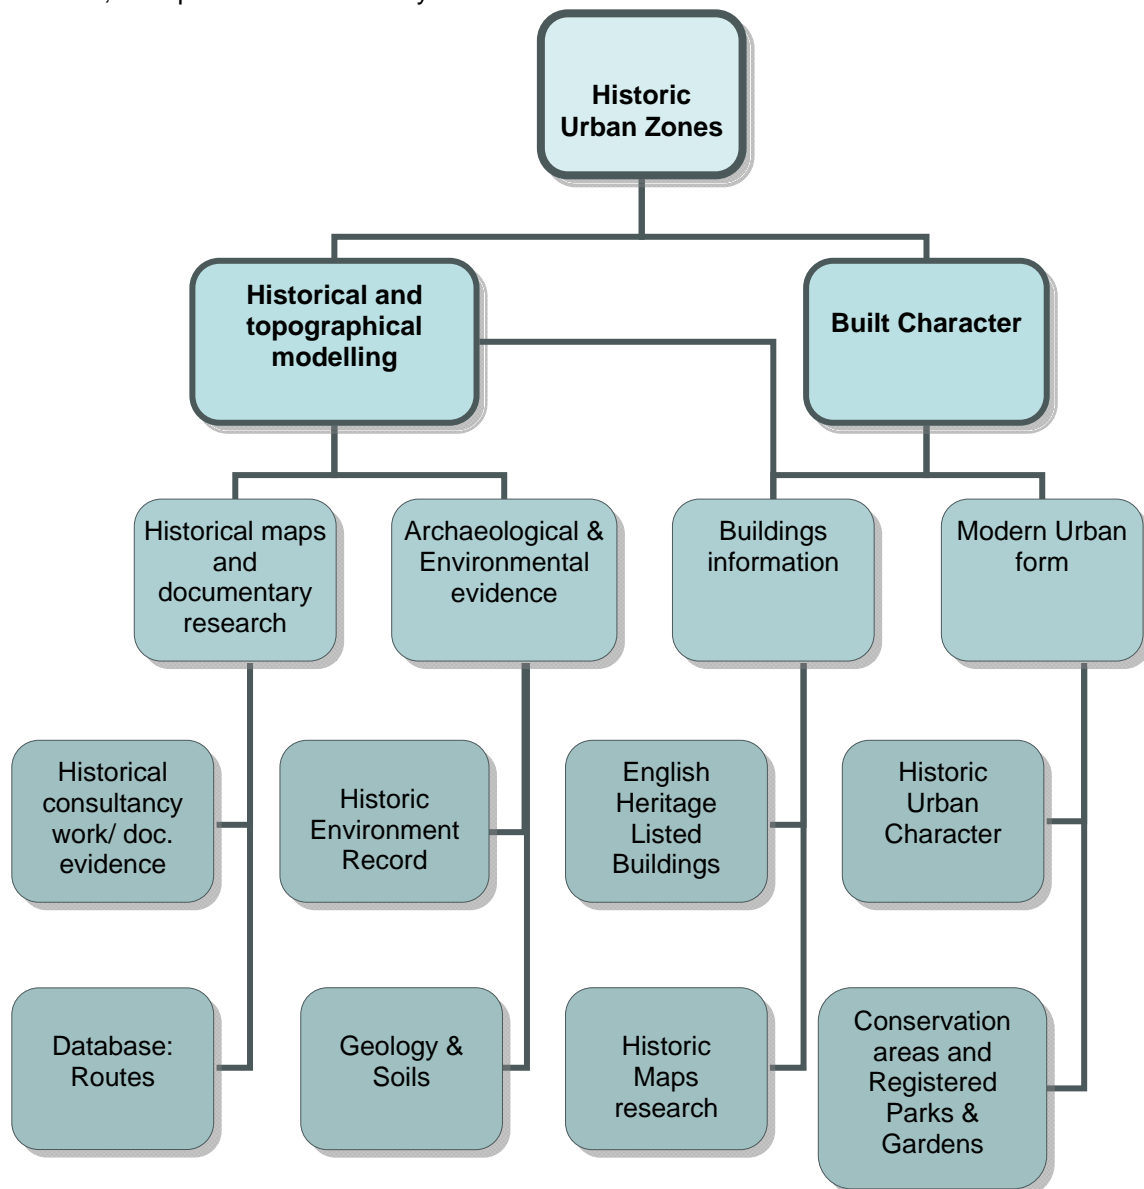 Historic
Urban Zones
Historical and
topographical
modelling
Built Character
Historical maps
and
documentary
research
Archaeological &
Environmental
evidence
Buildings
information
Modern Urban
form
Historical
consultancy
work/ doc.
evidence
Historic
Environment
Record
English
Heritage
Listed
Buildings
Historic
Urban
Character
Database:
Routes
Geology &
Soils
Historic
Maps
research
Conservation
areas and
Registered
Parks &
Gardens